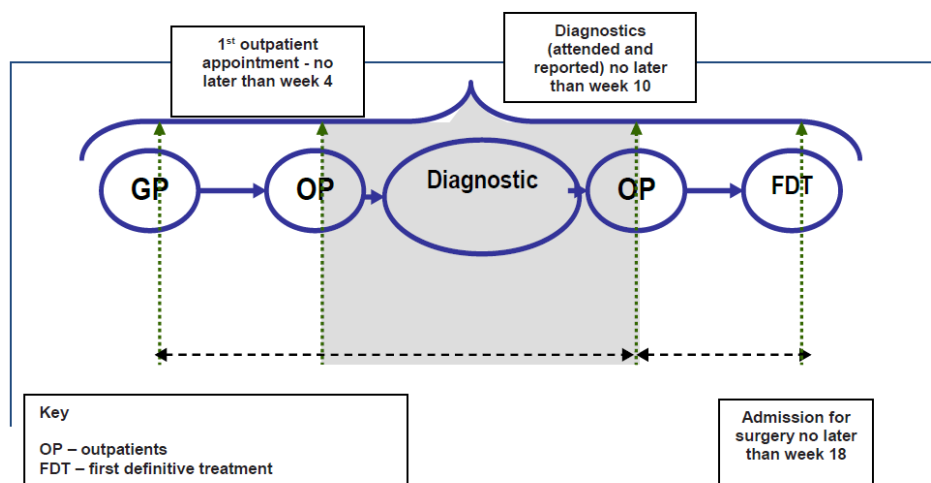 1st outpatient
appointment - no
later than week 4
Diagnostics
(attended and
reported) no later
than week 10
GP
OP
Diagnostic
OP
FDT
Key
OP – outpatients
FDT – first definitive treatment
Admission for
surgery no later
than week 18